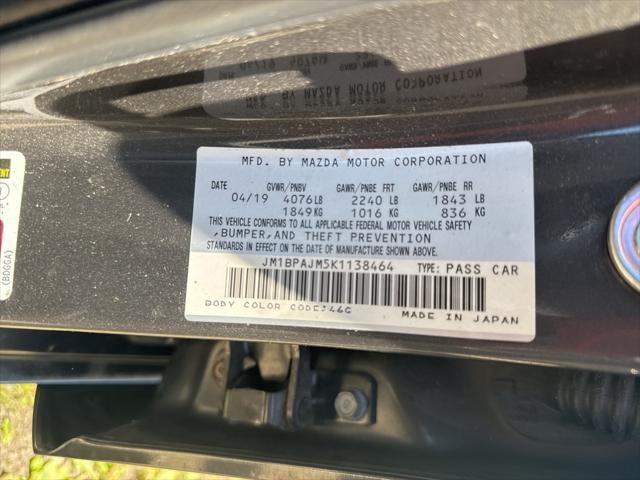 MFD. BY MAZDA MOTOR CORPORATION
DATE GVWR/PNBV GAWR/PNBE FRT GAWR/PNBE RR
04/19 4076LB 2240 LB 1843 LB
1849KG 1016 KG 836 KG
THIS VEHICLE CONFORMS TO ALL APPLICABLE FEDERAL MOTOR VEHICLE SAFETY
,BUMPER,AND THEFT PREVENTION
STANDARDS IN EFFECT ON THE DATE OF MANUFACTURE SHOWN ABOVE.
JM1BPAJM5K1138464 TYPE: PASS CAR
BODY COLOR CODE:46G MADE IN JAPAN
(BDGGA)